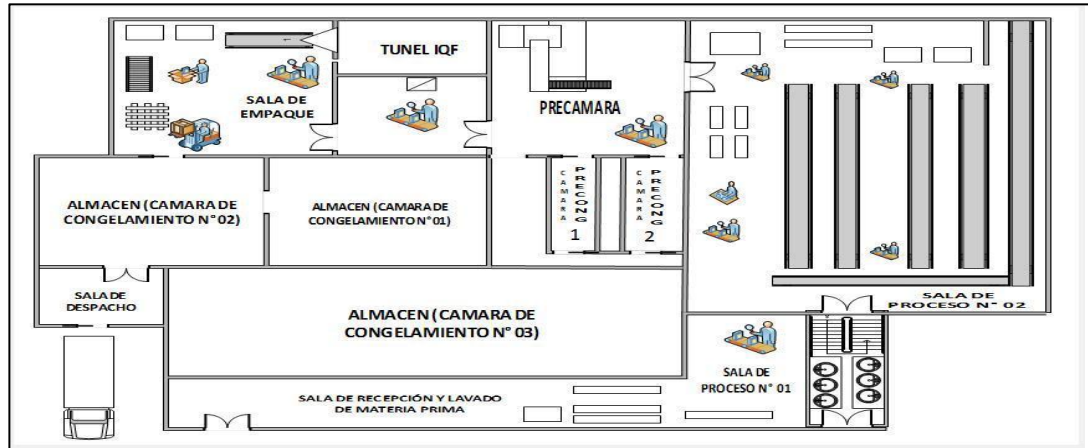 TUNEL IQF
SALA DE
EMPAQUE
PRECAMARA
ALMACEN (CAMARA DE
CONGELAMIENTO N°02)
ALMACEN (CAMARA DE
CONGELAMIENTO N°01)
CAMARA
PRECONG
1
CAMARA
PRECONG
2
SALA DE
DESPACHO
ALMACEN (CAMARA DE
CONGELAMIENTO N° 03)
SALA DE
PROCESO N° 02
SALA DE
PROCESO N° 01
SALA DE RECEPCIÓN Y LAVADO
DE MATERIA PRIMA